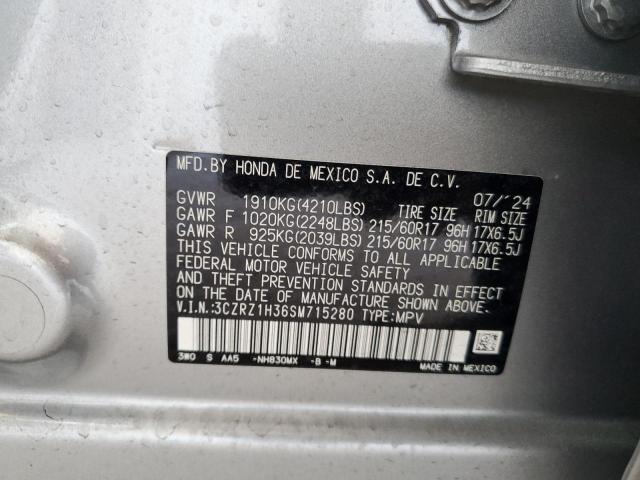 MFD.BY HONDA DE MEXICO S.A. DE C.V.
07/'24
GVWR 1910KG(4210LBS) TIRE SIZE RIM SIZE
GAWR F 1020KG(2248LBS) 215/60R17 96H 17X6.5J
GAWR R 925KG(2039LBS) 215/60R17 96H 17X6.5J
THIS VEHICLE CONFORMS TO ALL APPLICABLE
FEDERAL MOTOR VEHICLE SAFETY
AND THEFT PREVENTION STANDARDS IN EFFECT
ON THE DATE OF MANUFACTURE SHOWN ABOVE.
V.I.N.:3CZRZ1H36SM715280 TYPE:MPV
3W0 S AA5 -NH830MX -B -M
MADE IN MEXICO